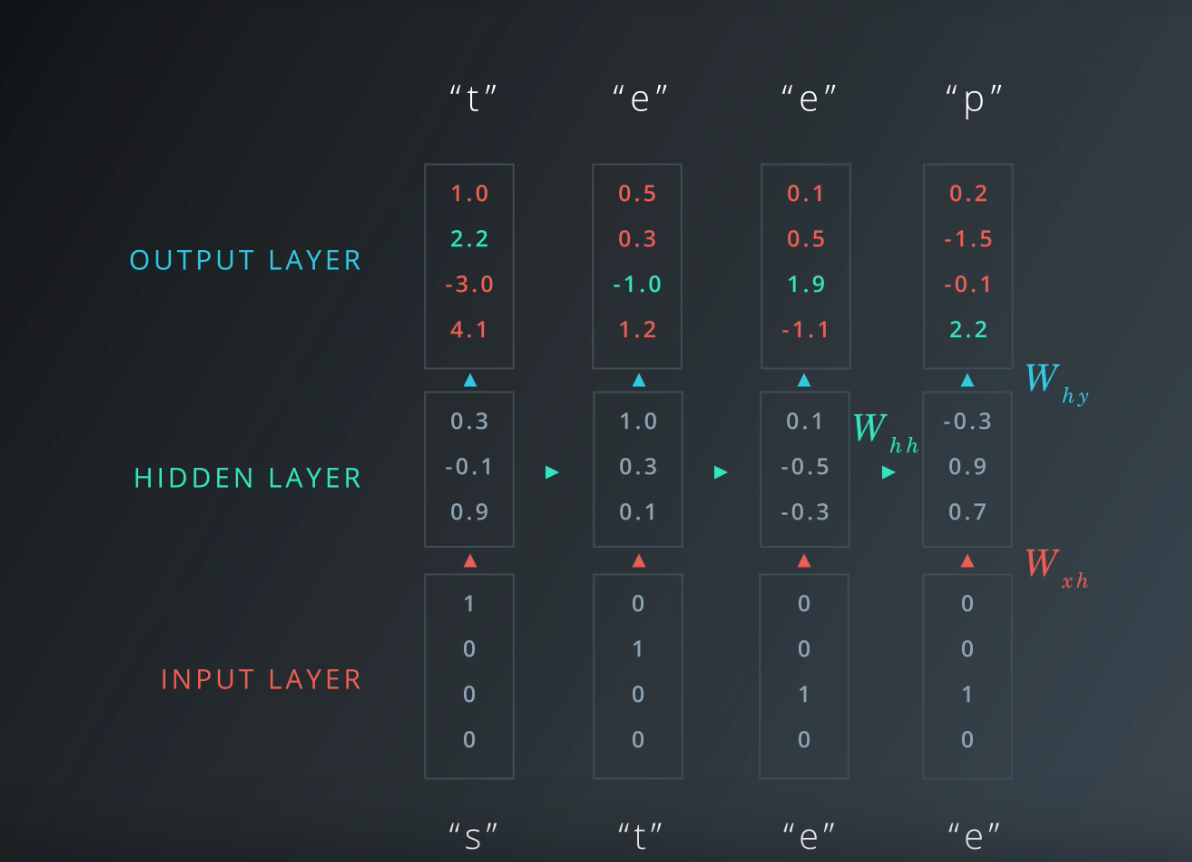 “t” “e” “e” “p”
1.0 0.5 0.1 0.2
2.2 0.3 0.5 -1.5
OUTPUT LAYER
-3.0 -1.0 1.9 -0.1
4.1 1.2 -1.1 2.2
W hy
0.3 1.0 0.1 -0.3
W hh
HIDDEN LAYER
-0.1 0.3 -0.5 0.9
0.9 0.1 -0.3 0.7
W xh
1 0 0 0
0 1 0 0
INPUT LAYER
0 0 1 1
0 0 0 0
“s” “t” “e” “e”